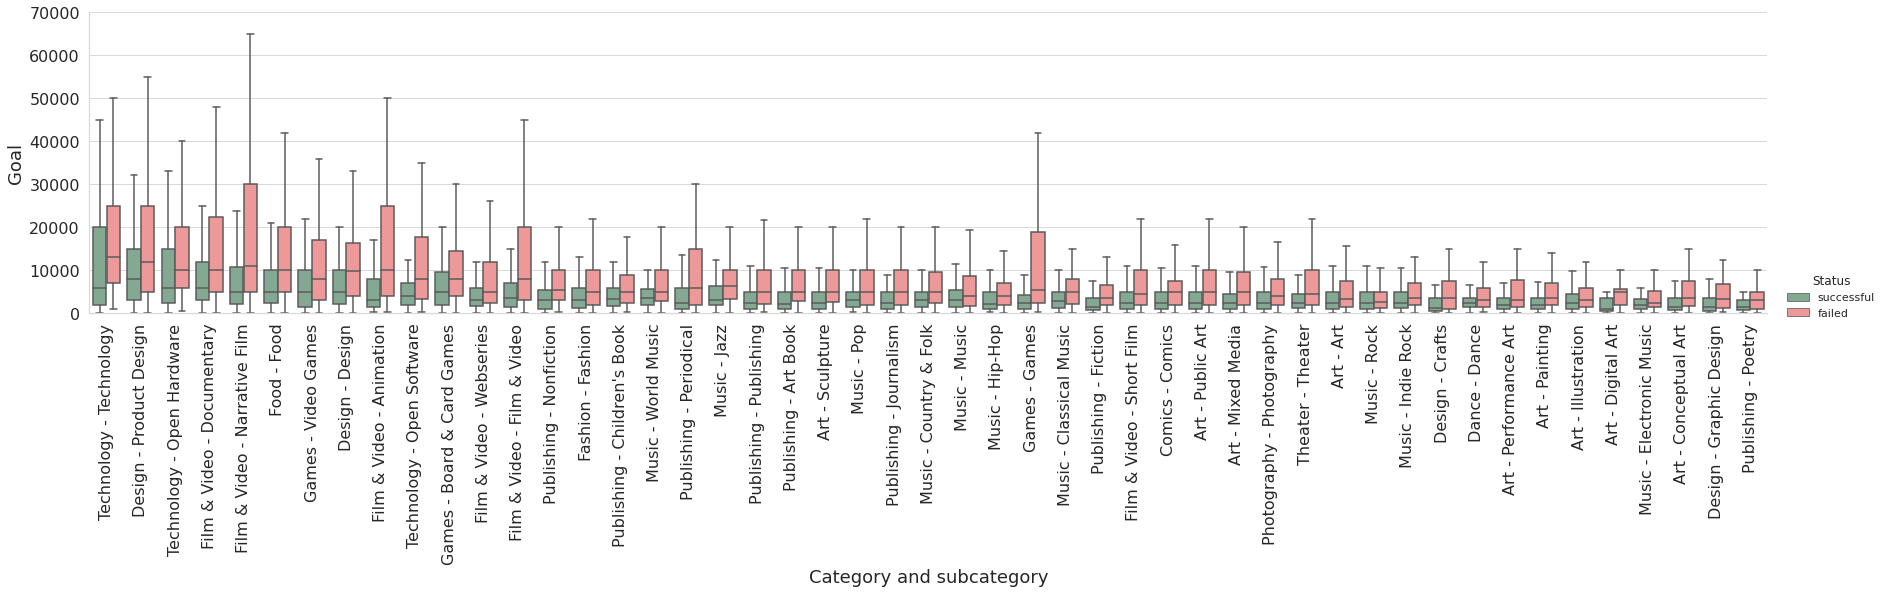 70000
60000
50000
40000
30000
20000
10000
0
Goal
Technology - Technology
Design - Product Design
Technology - Open Hardware
Film & Video - Documentary
Film & Video - Narrative Film
Food - Food
Games - Video Games
Design - Design
Film & Video - Animation
Technology - Open Software
Games - Board & Card Games
Film & Video - Webseries
Film & Video - Film & Video
Publishing - Nonfiction
Fashion - Fashion
Publishing - Children's Book
Music - World Music
Publishing - Periodical
Music - Jazz
Publishing - Publishing
Publishing - Art Book
Art - Sculpture
Music - Pop
Publishing - Journalism
Music - Country & Folk
Music - Music
Music - Hip-Hop
Games - Games
Music - Classical Music
Publishing - Fiction
Film & Video - Short Film
Comics - Comics
Art - Public Art
Art - Mixed Media
Photography - Photography
Theater - Theater
Art - Art
Music - Rock
Music - Indie Rock
Design - Crafts
Dance - Dance
Art - Performance Art
Art - Painting
Art - Illustration
Art - Digital Art
Music - Electronic Music
Art - Conceptual Art
Design - Graphic Design
Publishing - Poetry
Category and subcategory
Status
successful
failed